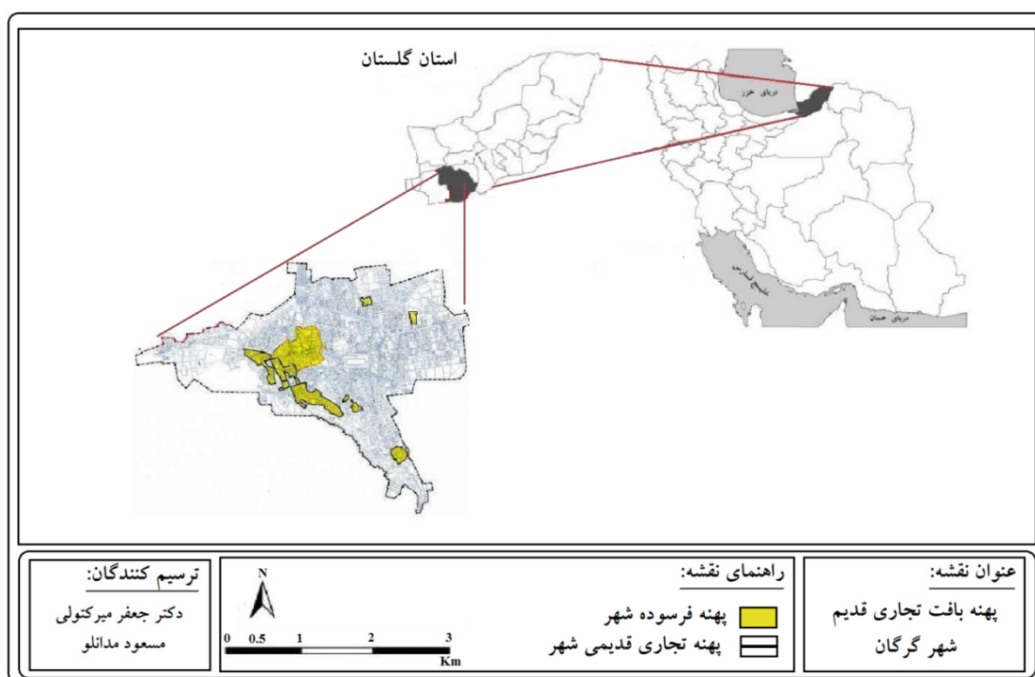 استان گلستان
دریای خزر
خلیج فارس
دریای عمان
عنوان نقشه:
پهنه بافت تجاری قدیم
شهر گرگان
راهنمای نقشه:
پهنه فرسوده شهر
پهنه تجاری قدیمی شهر
N
0 0.5 1 2 3
Km
ترسیم کنندگان:
دکتر جعفر میرکتولی
مسعود مدانلو